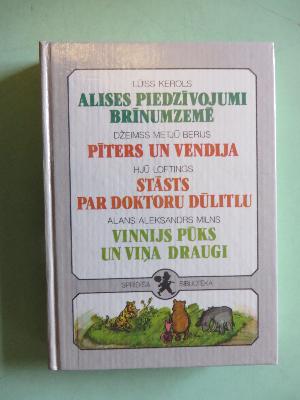 LŪISS KEROLS
ALISES PIEDZĪVOJUMI
BRĪNUMZEMĒ
DŽEIMSS METJŪ BERIJS
PĪTERS UN VENDIJA
HJŪ LOFTINGS
STĀSTS
PAR DOKTORU DŪLITLU
ALANS ALEKSANDRS MILNS
VINNIJS PŪKS
UN VIŅA DRAUGI
SPRĪDĪŠA BIBLIOTĒKA